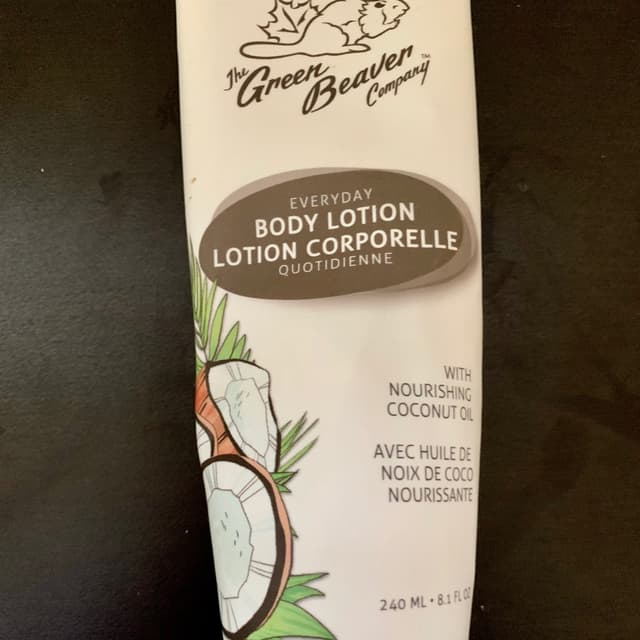 The
Green
Beaver
Company™
EVERYDAY
BODY LOTION
LOTION CORPORELLE
QUOTIDIENNE
WITH
NOURISHING
COCONUT OIL
AVEC HUILE DE
NOIX DE COCO
NOURISSANTE
240 ML • 8.1 FL OZ